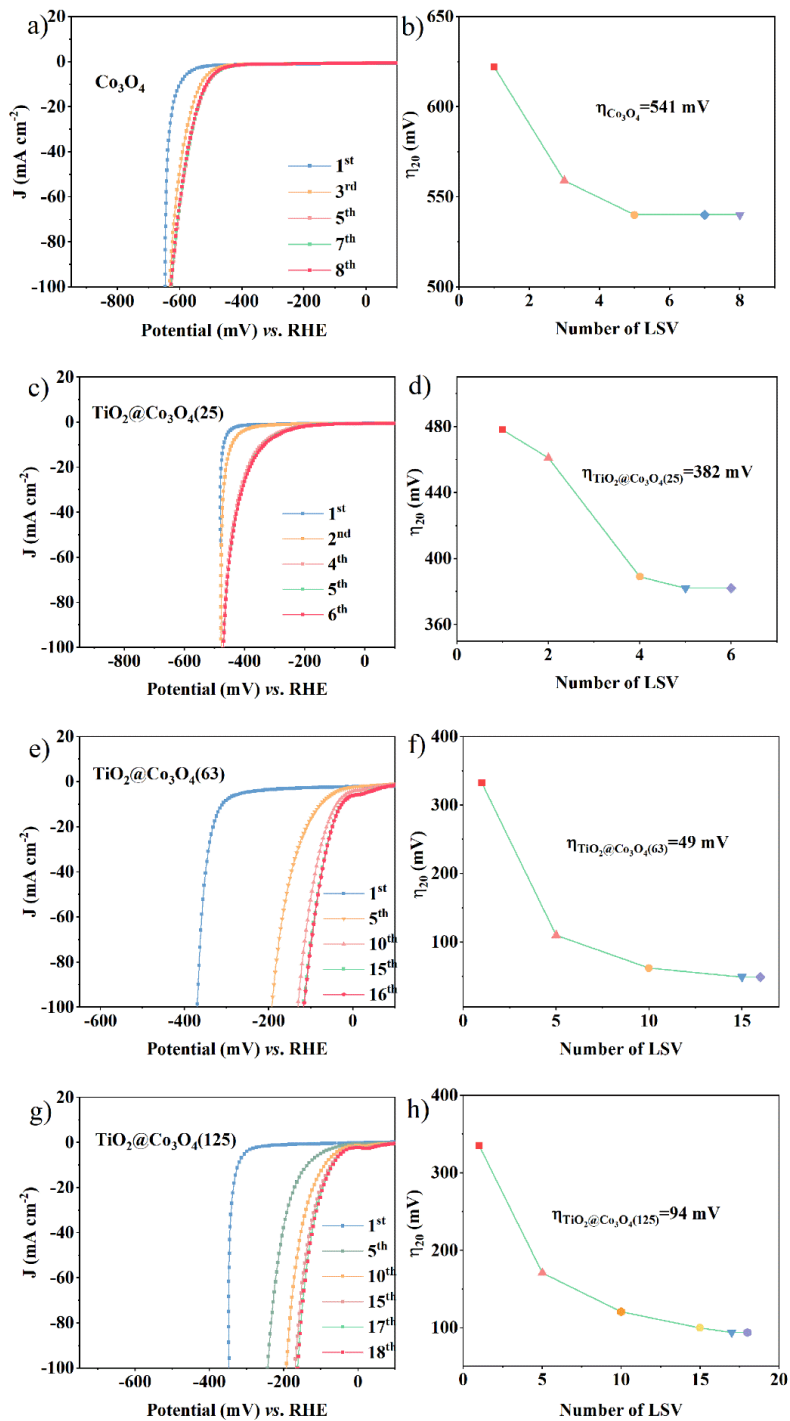 a)
Co₃O₄
20
0
-20
-40
-60
-80
-100
J (mA cm⁻²)
1ˢᵗ
3ʳᵈ
5ᵗʰ
7ᵗʰ
8ᵗʰ
-800 -600 -400 -200 0
Potential (mV) vs. RHE
b)
650
600
550
500
η₂₀ (mV)
η Co₃O₄=541 mV
0 2 4 6 8
Number of LSV
c)
TiO₂@Co₃O₄(25)
20
0
-20
-40
-60
-80
-100
J (mA cm⁻²)
1ˢᵗ
2ⁿᵈ
4ᵗʰ
5ᵗʰ
6ᵗʰ
-800 -600 -400 -200 0
Potential (mV) vs. RHE
d)
480
440
400
360
η₂₀ (mV)
η TiO₂@Co₃O₄(25)=382 mV
0 2 4 6
Number of LSV
e)
TiO₂@Co₃O₄(63)
20
0
-20
-40
-60
-80
-100
J (mA cm⁻²)
1ˢᵗ
5ᵗʰ
10ᵗʰ
15ᵗʰ
16ᵗʰ
-600 -400 -200 0
Potential (mV) vs. RHE
f)
400
300
200
100
η₂₀ (mV)
η TiO₂@Co₃O₄(63)=49 mV
0 5 10 15
Number of LSV
g)
TiO₂@Co₃O₄(125)
20
0
-20
-40
-60
-80
-100
J (mA cm⁻²)
1ˢᵗ
5ᵗʰ
10ᵗʰ
15ᵗʰ
17ᵗʰ
18ᵗʰ
-600 -400 -200 0
Potential (mV) vs. RHE
h)
400
300
200
100
η₂₀ (mV)
η TiO₂@Co₃O₄(125)=94 mV
0 5 10 15 20
Number of LSV